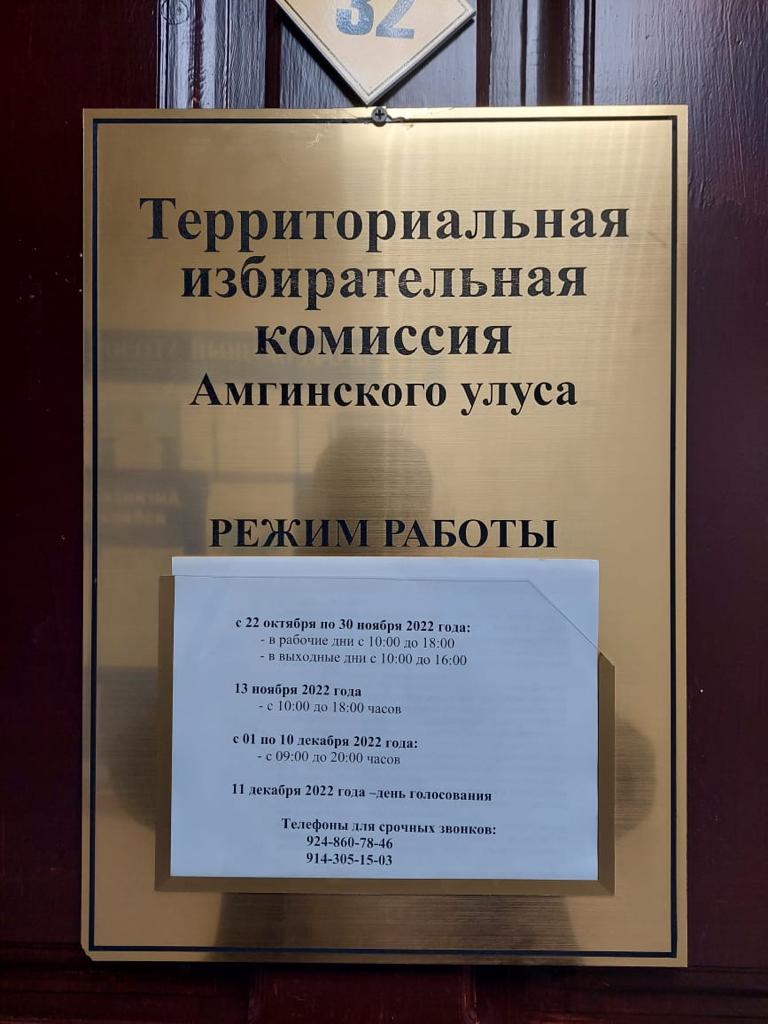 32
Территориальная
избирательная
комиссия
Амгинского улуса
РЕЖИМ РАБОТЫ
с 22 октября по 30 ноября 2022 года:
- в рабочие дни с 10:00 до 18:00
- в выходные дни с 10:00 до 16:00
13 ноября 2022 года
- с 10:00 до 18:00 часов
с 01 по 10 декабря 2022 года:
- с 09:00 до 20:00 часов
11 декабря 2022 года –день голосования
Телефоны для срочных звонков:
924-860-78-46
914-305-15-03